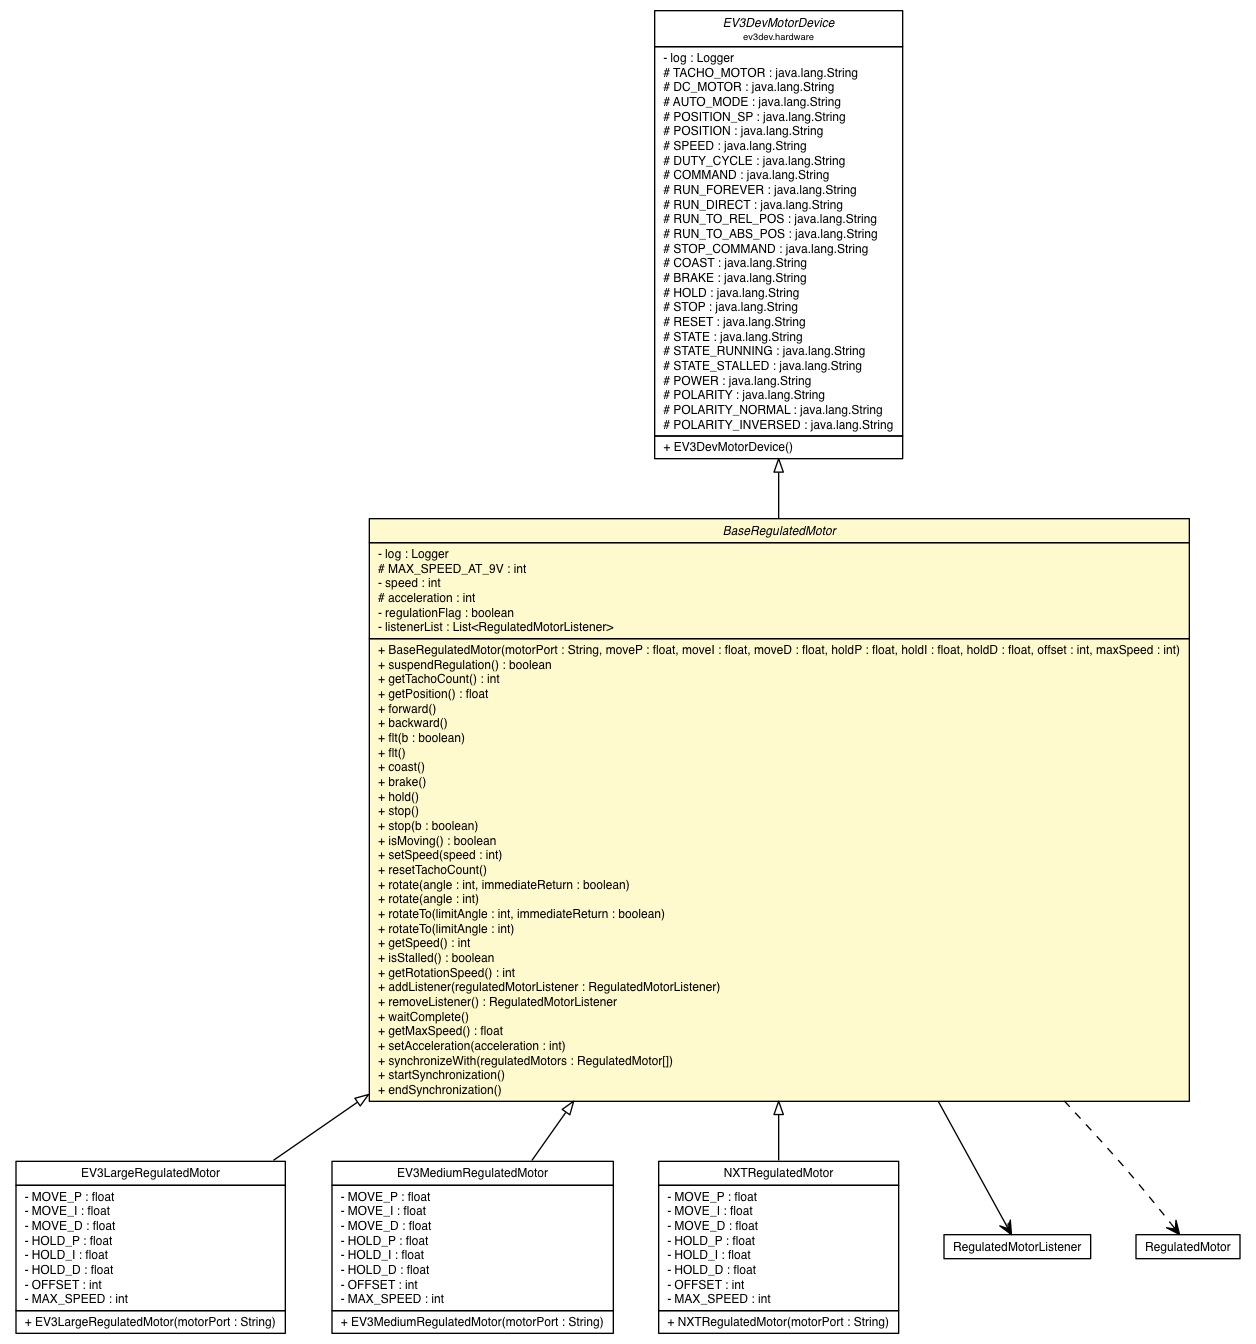 EV3DevMotorDevice
ev3dev.hardware
- log : Logger
# TACHO_MOTOR : java.lang.String
# DC_MOTOR : java.lang.String
# AUTO_MODE : java.lang.String
# POSITION_SP : java.lang.String
# POSITION : java.lang.String
# SPEED : java.lang.String
# DUTY_CYCLE : java.lang.String
# COMMAND : java.lang.String
# RUN_FOREVER : java.lang.String
# RUN_DIRECT : java.lang.String
# RUN_TO_REL_POS : java.lang.String
# RUN_TO_ABS_POS : java.lang.String
# STOP_COMMAND : java.lang.String
# COAST : java.lang.String
# BRAKE : java.lang.String
# HOLD : java.lang.String
# STOP : java.lang.String
# RESET : java.lang.String
# STATE : java.lang.String
# STATE_RUNNING : java.lang.String
# STATE_STALLED : java.lang.String
# POWER : java.lang.String
# POLARITY : java.lang.String
# POLARITY_NORMAL : java.lang.String
# POLARITY_INVERSED : java.lang.String
+ EV3DevMotorDevice()
BaseRegulatedMotor
- log : Logger
# MAX_SPEED_AT_9V : int
- speed : int
# acceleration : int
- regulationFlag : boolean
- listenerList : List<RegulatedMotorListener>
+ BaseRegulatedMotor(motorPort : String, moveP : float, moveI : float, moveD : float, holdP : float, holdI : float, holdD : float, offset : int, maxSpeed : int)
+ suspendRegulation() : boolean
+ getTachoCount() : int
+ getPosition() : float
+ forward()
+ backward()
+ flt(b : boolean)
+ flt()
+ coast()
+ brake()
+ hold()
+ stop()
+ stop(b : boolean)
+ isMoving() : boolean
+ setSpeed(speed : int)
+ resetTachoCount()
+ rotate(angle : int, immediateReturn : boolean)
+ rotate(angle : int)
+ rotateTo(limitAngle : int, immediateReturn : boolean)
+ rotateTo(limitAngle : int)
+ getSpeed() : int
+ isStalled() : boolean
+ getRotationSpeed() : int
+ addListener(regulatedMotorListener : RegulatedMotorListener)
+ removeListener() : RegulatedMotorListener
+ waitComplete()
+ getMaxSpeed() : float
+ setAcceleration(acceleration : int)
+ synchronizeWith(regulatedMotors : RegulatedMotor[])
+ startSynchronization()
+ endSynchronization()
EV3LargeRegulatedMotor
- MOVE_P : float
- MOVE_I : float
- MOVE_D : float
- HOLD_P : float
- HOLD_I : float
- HOLD_D : float
- OFFSET : int
- MAX_SPEED : int
+ EV3LargeRegulatedMotor(motorPort : String)
EV3MediumRegulatedMotor
- MOVE_P : float
- MOVE_I : float
- MOVE_D : float
- HOLD_P : float
- HOLD_I : float
- HOLD_D : float
- OFFSET : int
- MAX_SPEED : int
+ EV3MediumRegulatedMotor(motorPort : String)
NXTRegulatedMotor
- MOVE_P : float
- MOVE_I : float
- MOVE_D : float
- HOLD_P : float
- HOLD_I : float
- HOLD_D : float
- OFFSET : int
- MAX_SPEED : int
+ NXTRegulatedMotor(motorPort : String)
RegulatedMotorListener
RegulatedMotor